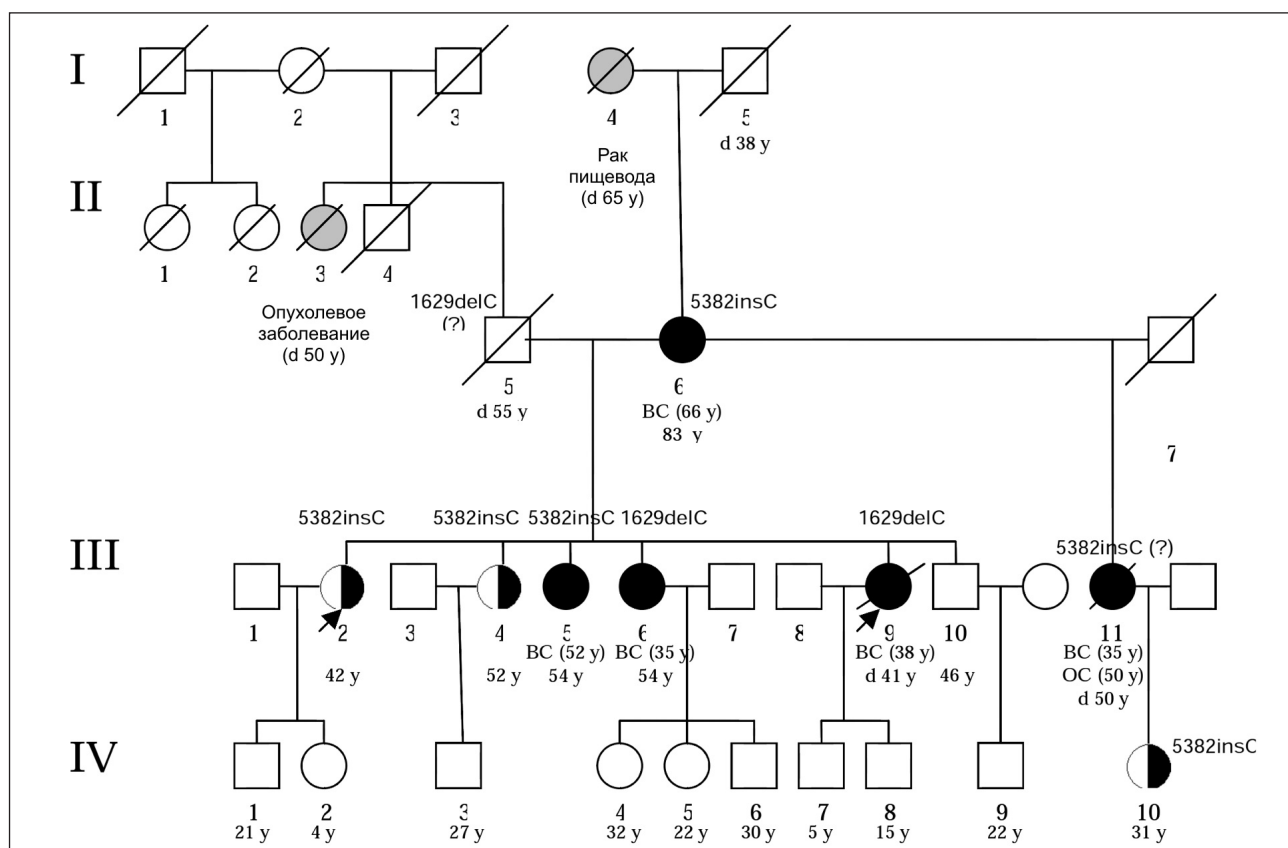 I
1 2 3 4 5
d 38 y
Рак
пищевода
(d 65 y)
II
1 2 3 4
Опухолевое
заболевание
(d 50 y)
1629delC
(?)
5382insC
5 6
d 55 y
BC (66 y)
83 y
7
5382insC 5382insC 5382insC 1629delC 1629delC
5382insC (?)
III
1 2 3 4 5 6 7 8 9 10 11
42 y
52 y
BC (52 y)
54 y
BC (35 y)
54 y
BC (38 y)
d 41 y
46 y
BC (35 y)
OC (50 y)
d 50 y
IV
5382insC
1 2 3 4 5 6 7 8 9 10
21 y 4 y 27 y 32 y 22 y 30 y 5 y 15 y 22 y 31 y